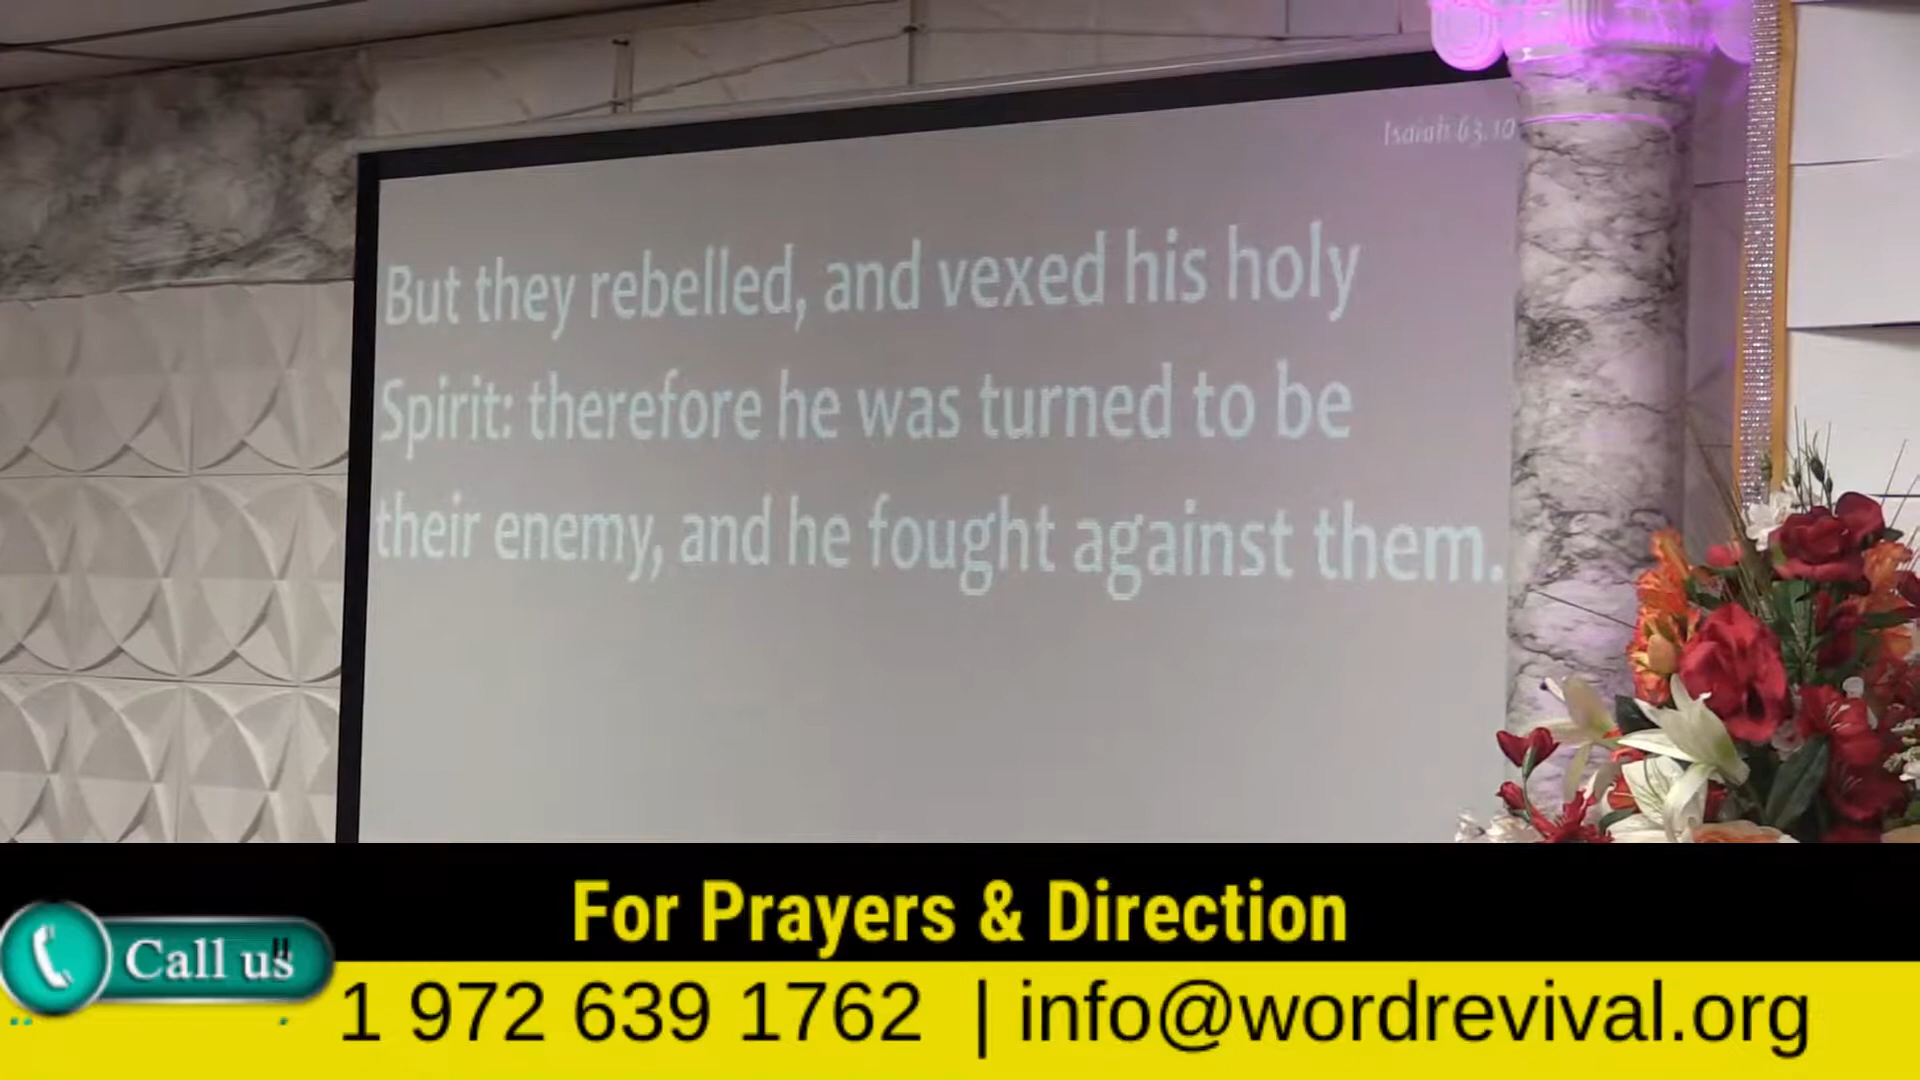 Isaiah 63.10
But they rebelled, and vexed his holy
Spirit: therefore he was turned to be
their enemy, and he fought against them.
For Prayers & Direction
Call us
1 972 639 1762 | info@wordrevival.org